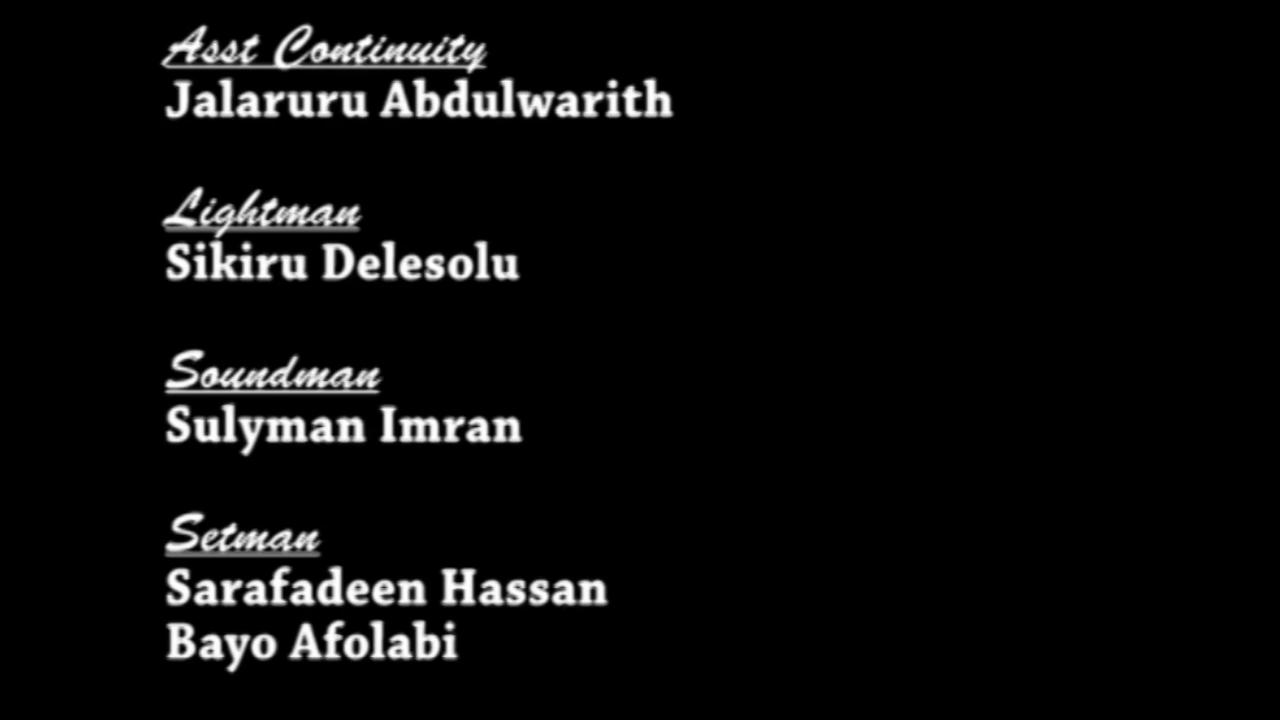 Asst Continuity
Jalaruru Abdulwarith
Lightman
Sikiru Delesolu
Soundman
Sulyman Imran
Setman
Sarafadeen Hassan
Bayo Afolabi